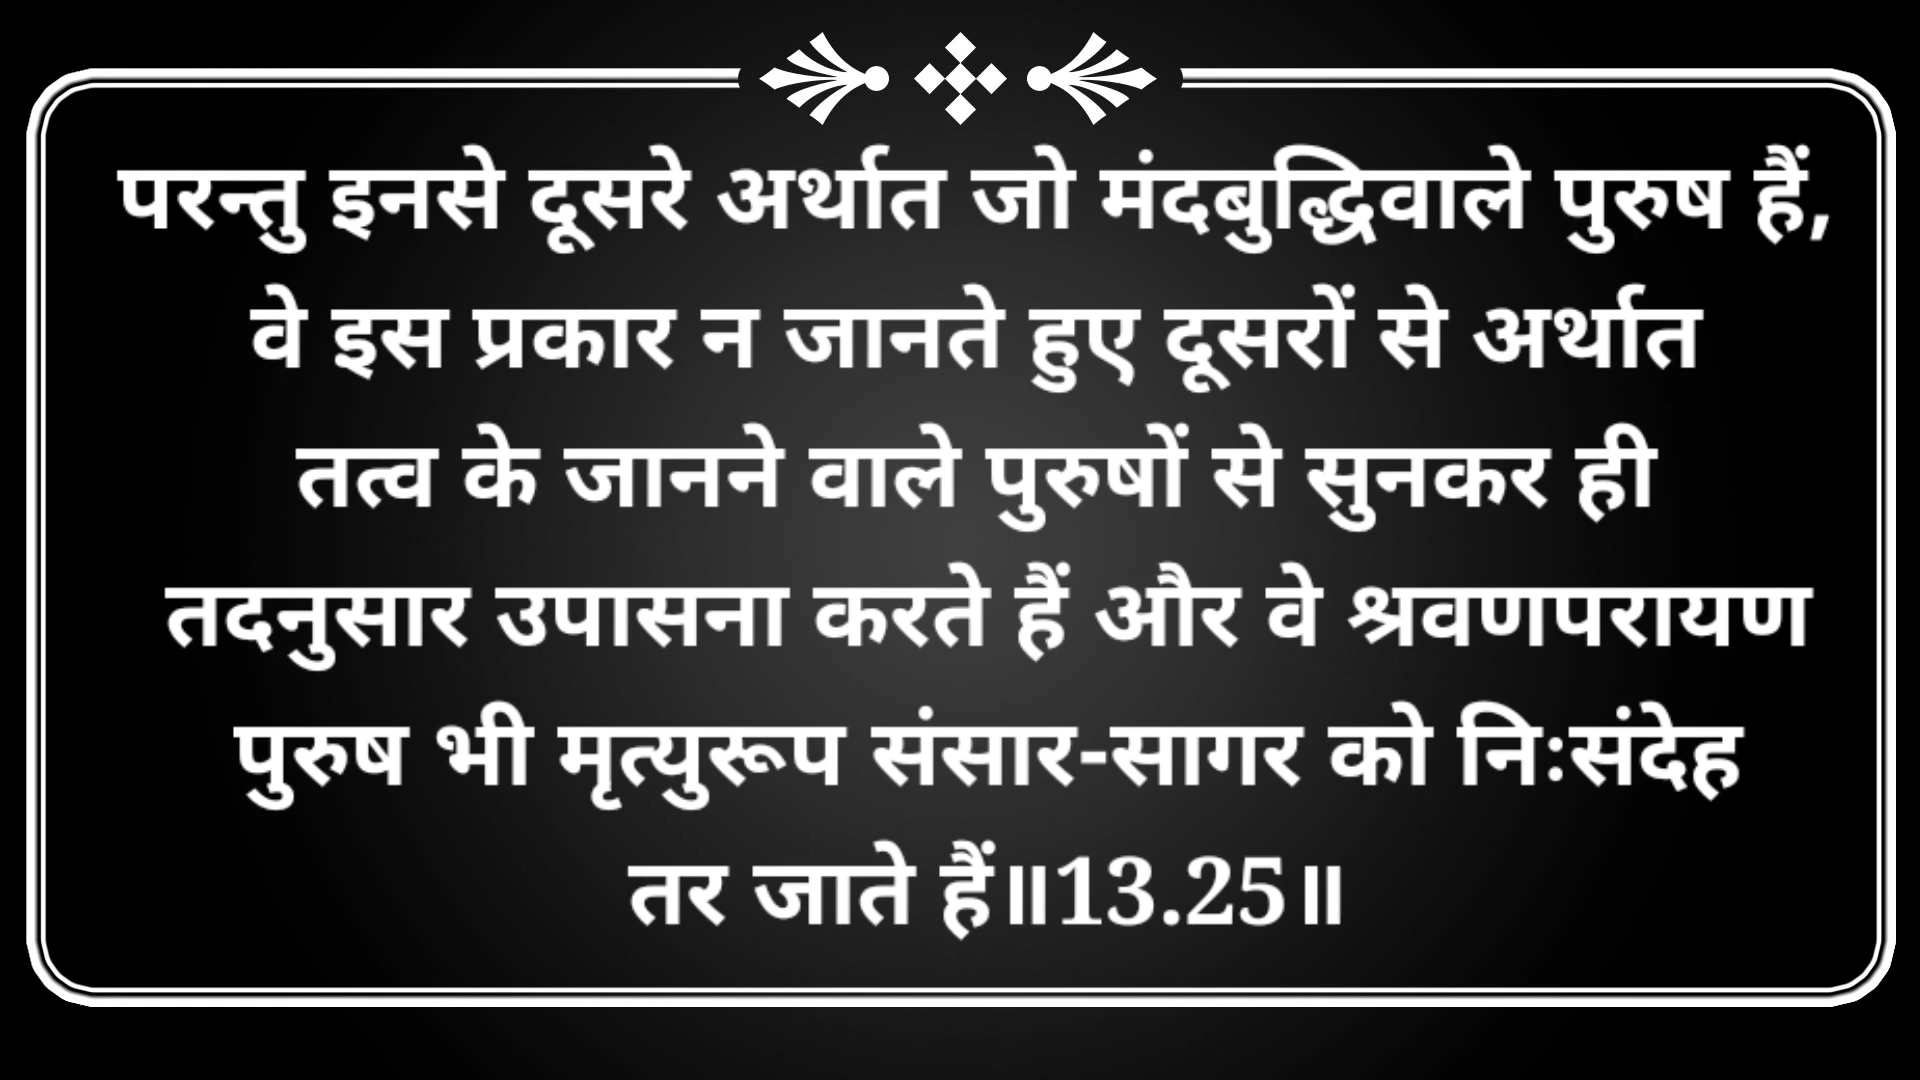 परन्तु इनसे दूसरे अर्थात जो मंदबुद्धिवाले पुरुष हैं,
वे इस प्रकार न जानते हुए दूसरों से अर्थात
तत्व के जानने वाले पुरुषों से सुनकर ही
तदनुसार उपासना करते हैं और वे श्रवणपरायण
पुरुष भी मृत्युरूप संसार-सागर को निःसंदेह
तर जाते हैं॥13.25॥